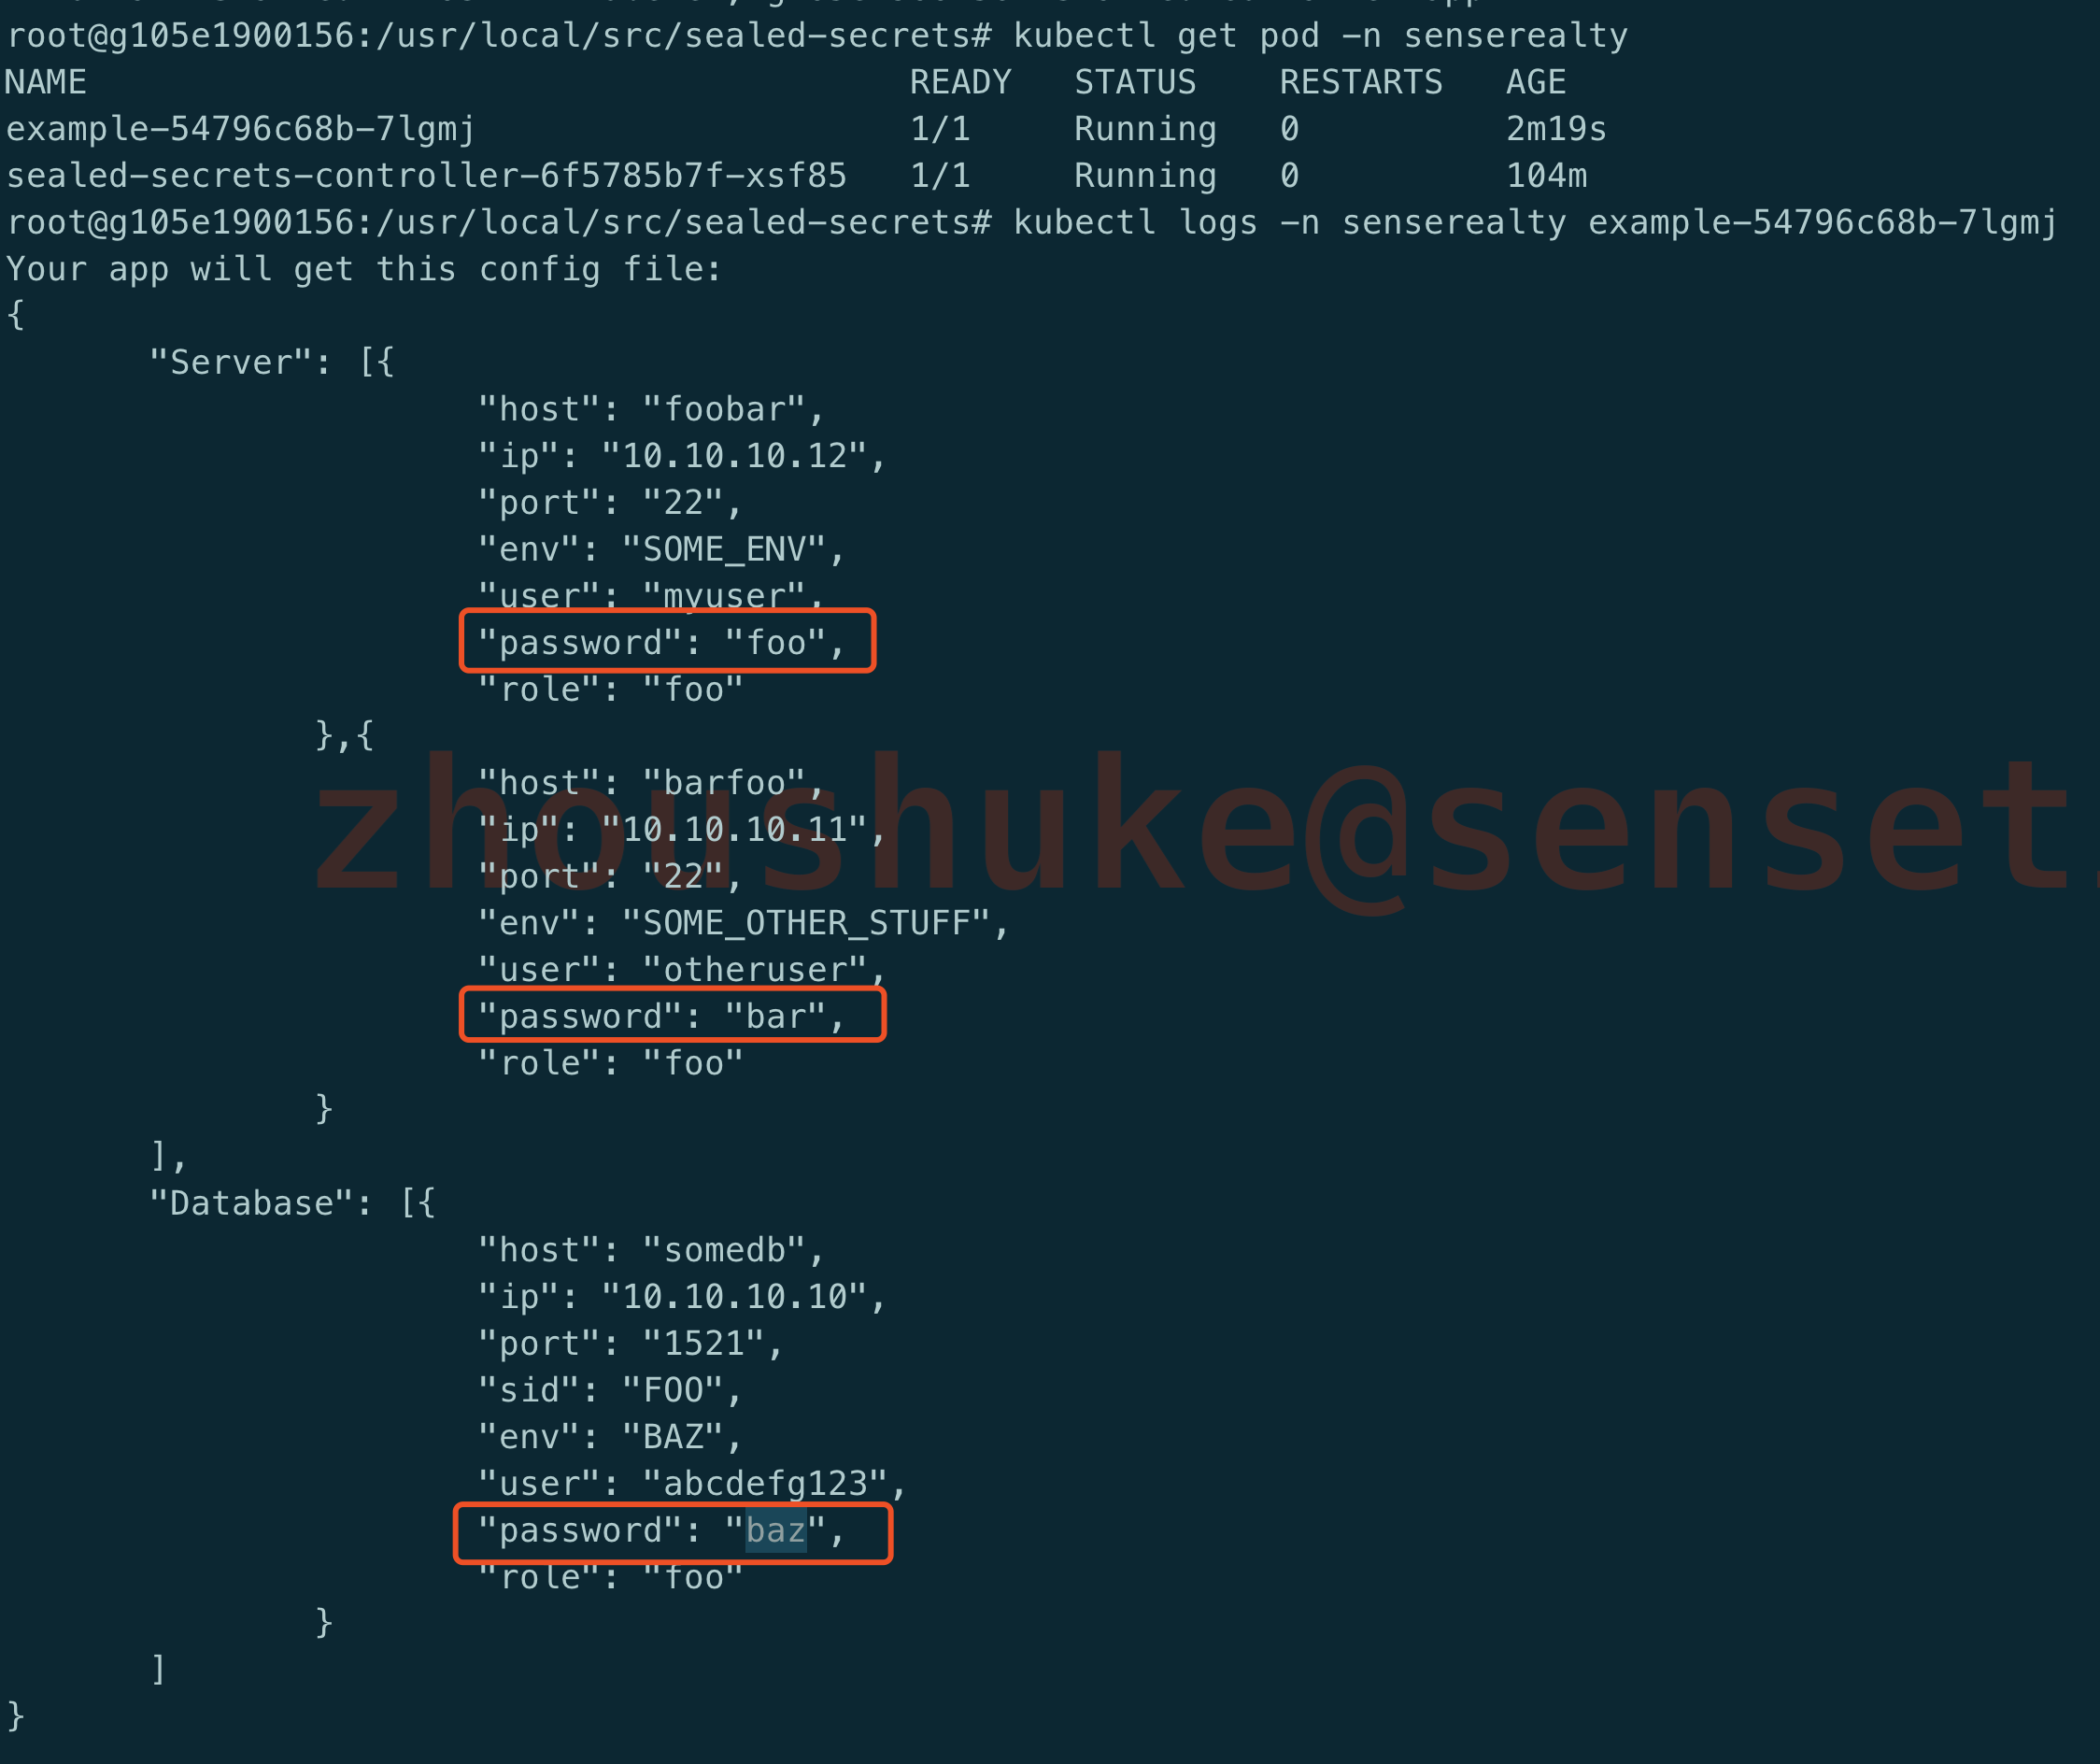 root@g105e1900156:/usr/local/src/sealed-secrets# kubectl get pod -n senserealty
NAME                                         READY   STATUS    RESTARTS   AGE
example-54796c68b-7lgmj                      1/1     Running   0          2m19s
sealed-secrets-controller-6f5785b7f-xsf85   1/1     Running   0          104m
root@g105e1900156:/usr/local/src/sealed-secrets# kubectl logs -n senserealty example-54796c68b-7lgmj
Your app will get this config file:
{
       "Server": [{
                       "host": "foobar",
                       "ip": "10.10.10.12",
                       "port": "22",
                       "env": "SOME_ENV",
                       "user": "myuser",
                       "password": "foo",
                       "role": "foo"
               },{
                       "host": "barfoo",
                       "ip": "10.10.10.11",
                       "port": "22",
                       "env": "SOME_OTHER_STUFF",
                       "user": "otheruser",
                       "password": "bar",
                       "role": "foo"
               }
       ],
       "Database": [{
                       "host": "somedb",
                       "ip": "10.10.10.10",
                       "port": "1521",
                       "sid": "FOO",
                       "env": "BAZ",
                       "user": "abcdefg123",
                       "password": "baz",
                       "role": "foo"
               }
       ]
}
zhoushuke@senset